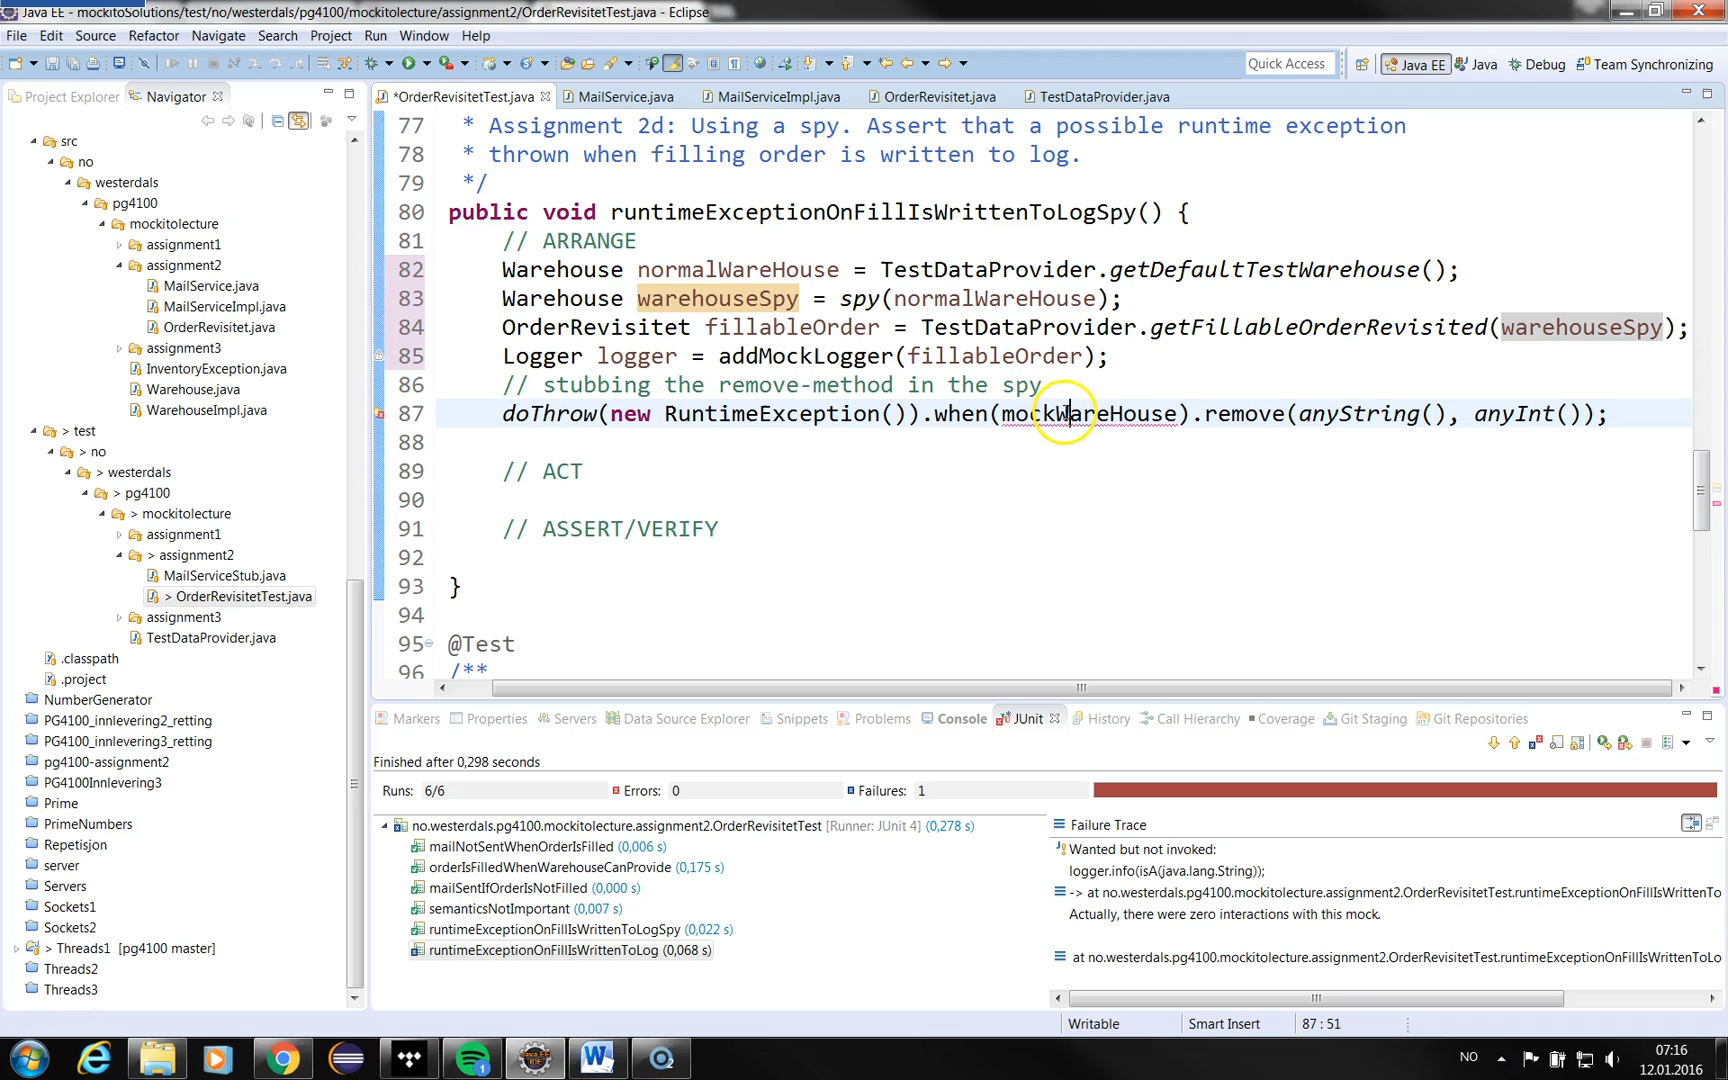 Java EE - mockitoSolutions/test/no/westerdals/pg4100/mockitolecture/assignment2/OrderRevisitetTest.java - Eclipse
File Edit Source Refactor Navigate Search Project Run Window Help
Quick Access Java EE Java Debug Team Synchronizing
Project Explorer Navigator
*OrderRevisitetTest.java MailService.java MailServiceImpl.java OrderRevisitet.java TestDataProvider.java
src
no
westerdals
pg4100
mockitolecture
assignment1
assignment2
MailService.java
MailServiceImpl.java
OrderRevisitet.java
assignment3
InventoryException.java
Warehouse.java
WarehouseImpl.java
> test
> no
> westerdals
> pg4100
> mockitolecture
assignment1
> assignment2
MailServiceStub.java
> OrderRevisitetTest.java
assignment3
TestDataProvider.java
.classpath
.project
NumberGenerator
PG4100_innlevering2_retting
PG4100_innlevering3_retting
pg4100-assignment2
PG4100Innlevering3
Prime
PrimeNumbers
Repetisjon
server
Servers
Sockets1
Sockets2
> Threads1 [pg4100 master]
Threads2
Threads3
77 * Assignment 2d: Using a spy. Assert that a possible runtime exception
78 * thrown when filling order is written to log.
79 */
80 public void runtimeExceptionOnFillIsWrittenToLogSpy() {
81 // ARRANGE
82 Warehouse normalWareHouse = TestDataProvider.getDefaultTestWarehouse();
83 Warehouse warehouseSpy = spy(normalWareHouse);
84 OrderRevisitet fillableOrder = TestDataProvider.getFillableOrderRevisited(warehouseSpy);
85 Logger logger = addMockLogger(fillableOrder);
86 // stubbing the remove-method in the spy
87 doThrow(new RuntimeException()).when(mockWareHouse).remove(anyString(), anyInt());
88
89 // ACT
90
91 // ASSERT/VERIFY
92
93 }
94
95 @Test
96 /**
Markers Properties Servers Data Source Explorer Snippets Problems Console JUnit History Call Hierarchy Coverage Git Staging Git Repositories
Finished after 0,298 seconds
Runs: 6/6 Errors: 0 Failures: 1
no.westerdals.pg4100.mockitolecture.assignment2.OrderRevisitetTest [Runner: JUnit 4] (0,278 s)
mailNotSentWhenOrderIsFilled (0,006 s)
orderIsFilledWhenWarehouseCanProvide (0,175 s)
mailSentIfOrderIsNotFilled (0,000 s)
semanticsNotImportant (0,007 s)
runtimeExceptionOnFillIsWrittenToLogSpy (0,022 s)
runtimeExceptionOnFillIsWrittenToLog (0,068 s)
Failure Trace
Wanted but not invoked:
logger.info(isA(java.lang.String));
-> at no.westerdals.pg4100.mockitolecture.assignment2.OrderRevisitetTest.runtimeExceptionOnFillIsWrittenTo
Actually, there were zero interactions with this mock.
at no.westerdals.pg4100.mockitolecture.assignment2.OrderRevisitetTest.runtimeExceptionOnFillIsWrittenToLo
Writable Smart Insert 87 : 51
NO 07:16
12.01.2016